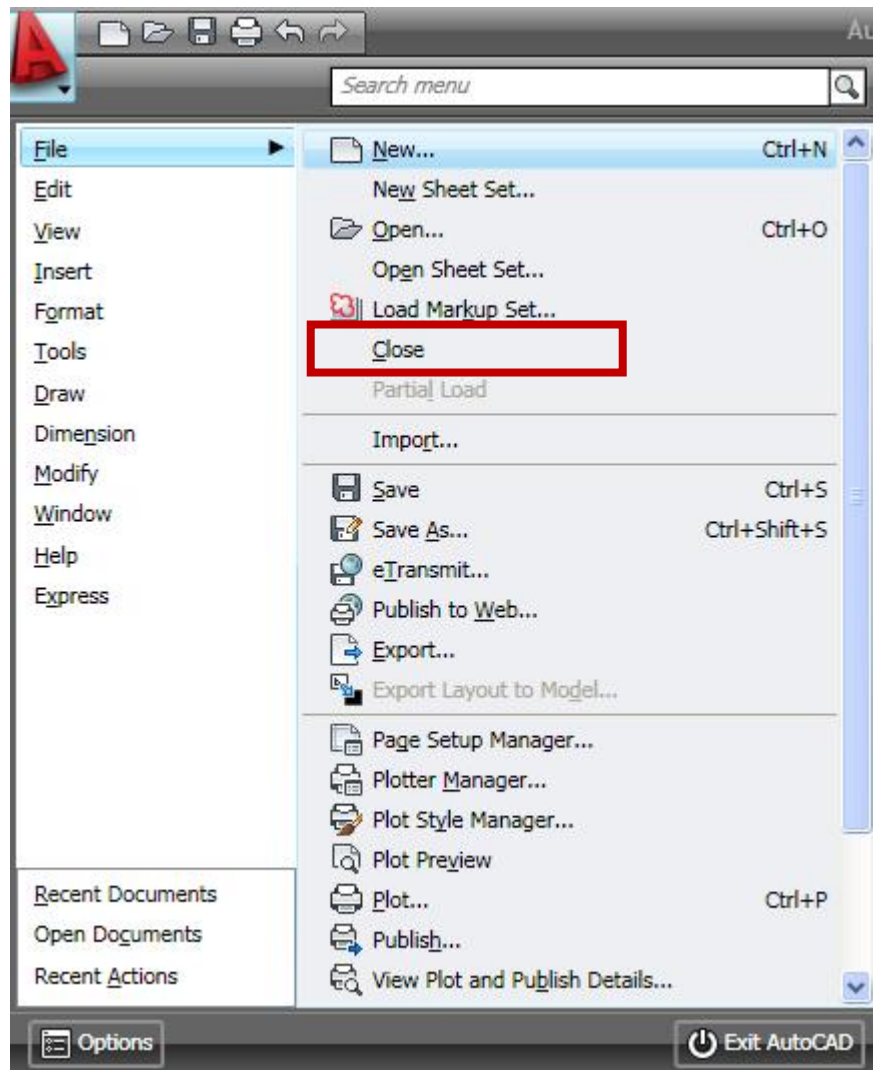 Au
Search menu
File
Edit
View
Insert
Format
Tools
Draw
Dimension
Modify
Window
Help
Express
Recent Documents
Open Documents
Recent Actions
New... Ctrl+N
New Sheet Set...
Open... Ctrl+O
Open Sheet Set...
Load Markup Set...
Close
Partial Load
Import...
Save Ctrl+S
Save As... Ctrl+Shift+S
eTransmit...
Publish to Web...
Export...
Export Layout to Model...
Page Setup Manager...
Plotter Manager...
Plot Style Manager...
Plot Preview
Plot... Ctrl+P
Publish...
View Plot and Publish Details...
Options
Exit AutoCAD